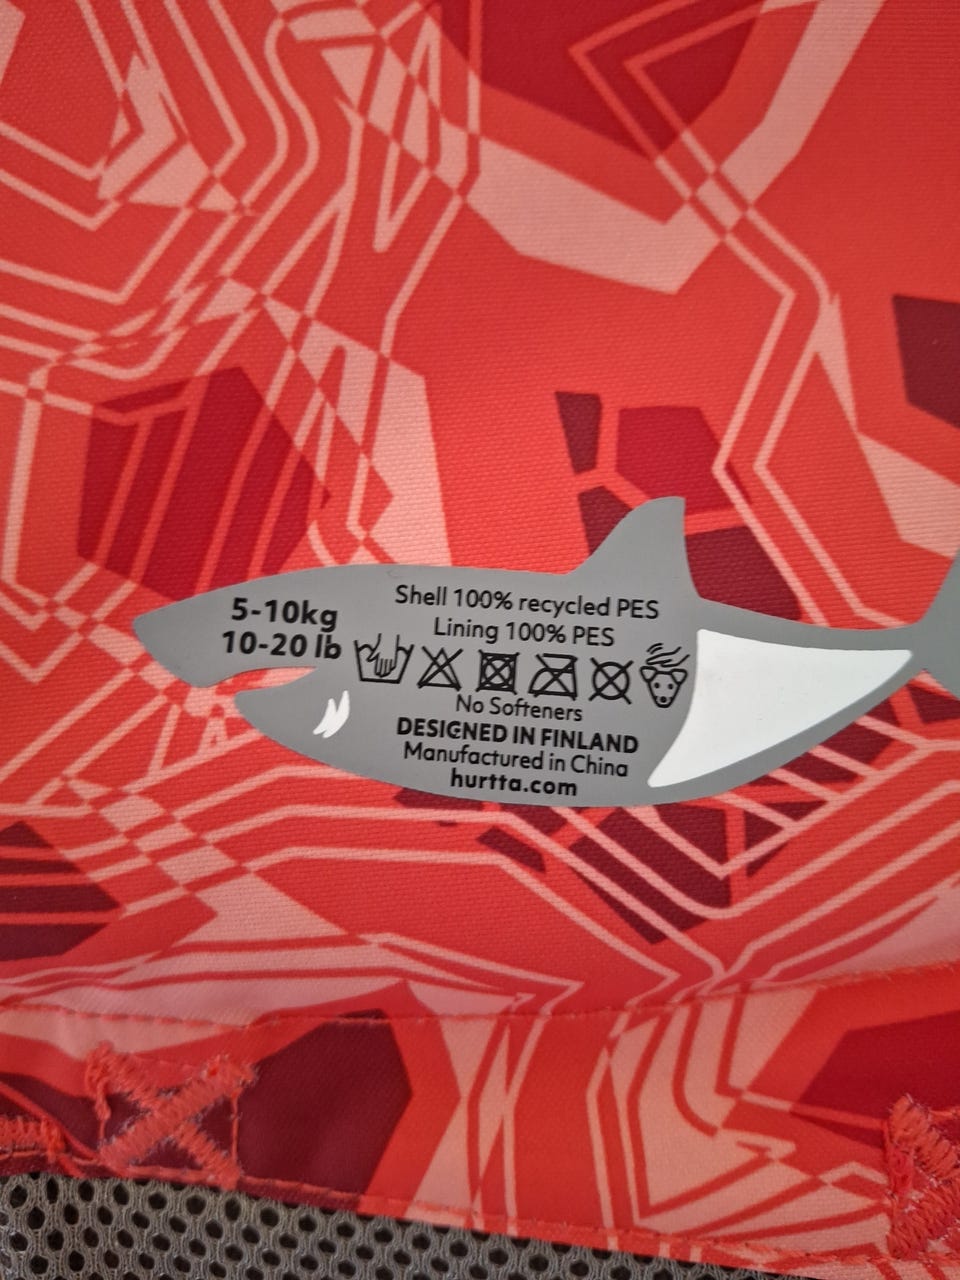 5-10kg
10-20 lb
Shell 100% recycled PES
Lining 100% PES
No Softeners
DESIGNED IN FINLAND
Manufactured in China
hurtta.com